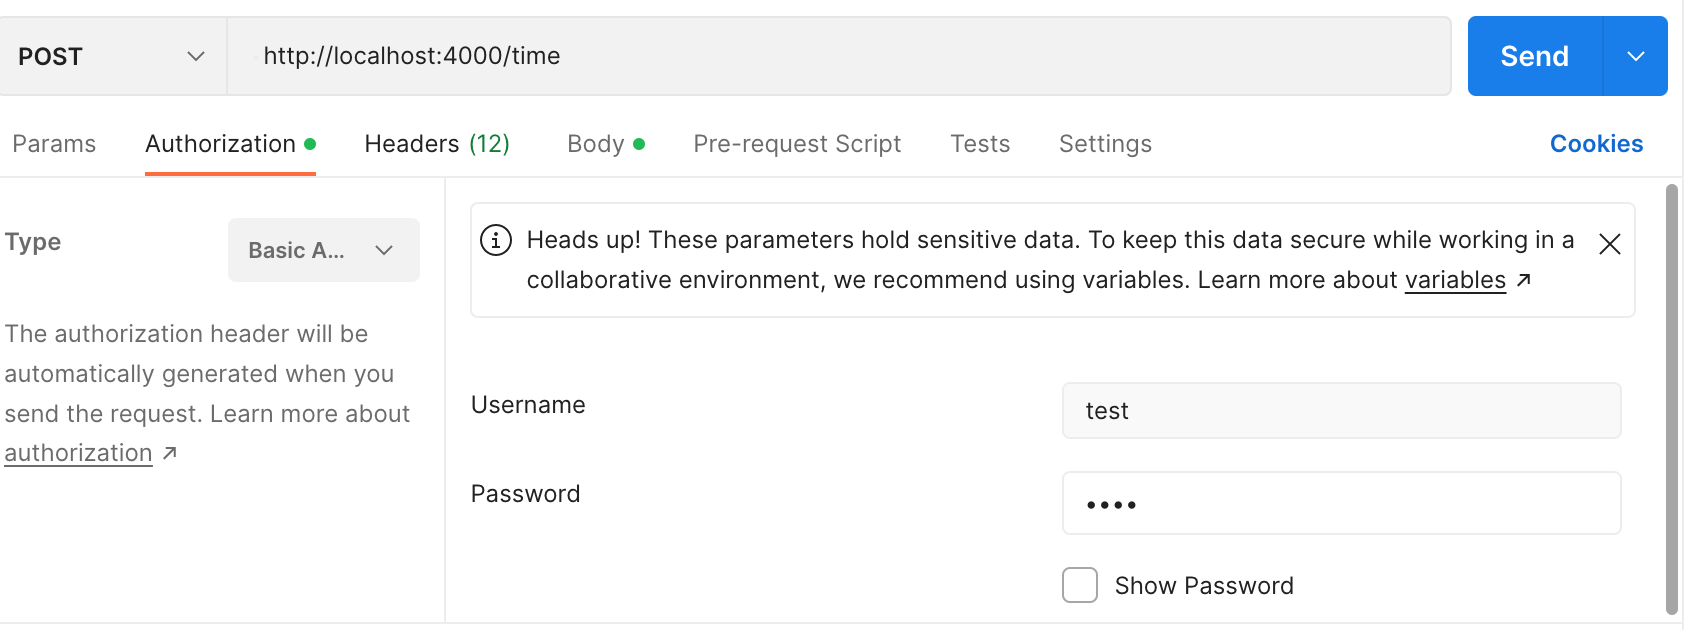 POST http://localhost:4000/time Send
Params Authorization Headers (12) Body Pre-request Script Tests Settings Cookies
Type Basic A...
The authorization header will be
automatically generated when you
send the request. Learn more about
authorization ↗
Heads up! These parameters hold sensitive data. To keep this data secure while working in a
collaborative environment, we recommend using variables. Learn more about variables ↗
Username test
Password ••••
Show Password